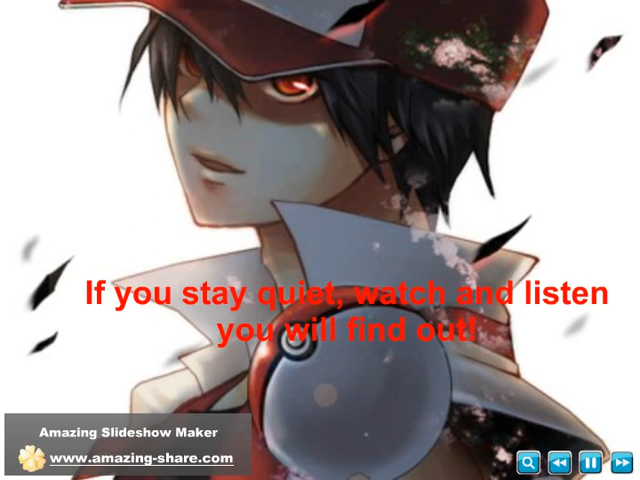 If you stay quiet, watch and listen
you will find out!
Amazing Slideshow Maker
www.amazing-share.com